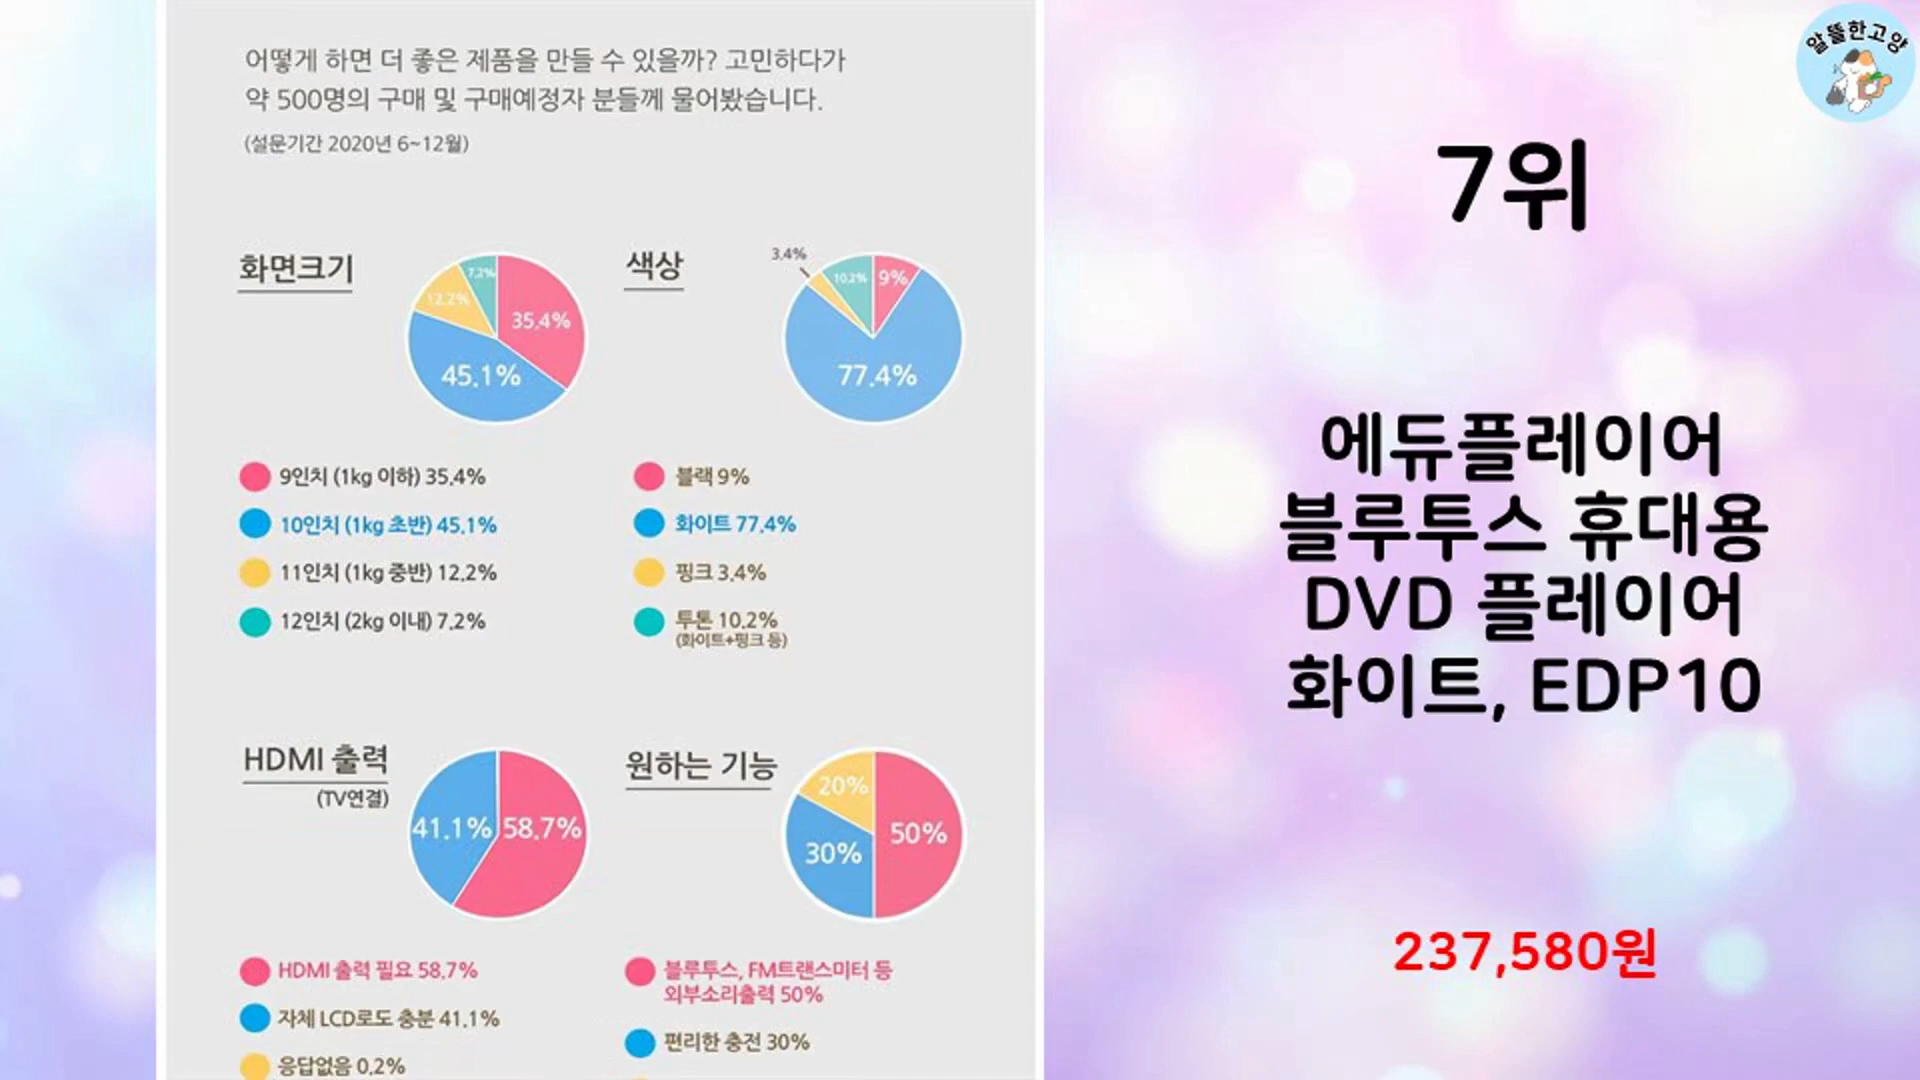 어떻게 하면 더 좋은 제품을 만들 수 있을까? 고민하다가
약 500명의 구매 및 구매예정자 분들께 물어봤습니다.
(설문기간 2020년 6~12월)
화면크기
7.2%
12.2%
35.4%
45.1%
9인치 (1kg 이하) 35.4%
10인치 (1kg 초반) 45.1%
11인치 (1kg 중반) 12.2%
12인치 (2kg 이내) 7.2%
색상
3.4%
10.2%
9%
77.4%
블랙 9%
화이트 77.4%
핑크 3.4%
투톤 10.2%
(화이트+핑크 등)
HDMI 출력
(TV연결)
41.1%
58.7%
HDMI 출력 필요 58.7%
자체 LCD로도 충분 41.1%
응답없음 0.2%
원하는 기능
20%
50%
30%
블루투스, FM트랜스미터 등
외부소리출력 50%
편리한 충전 30%
알뜰한고양
7위
에듀플레이어
블루투스 휴대용
DVD 플레이어
화이트, EDP10
237,580원